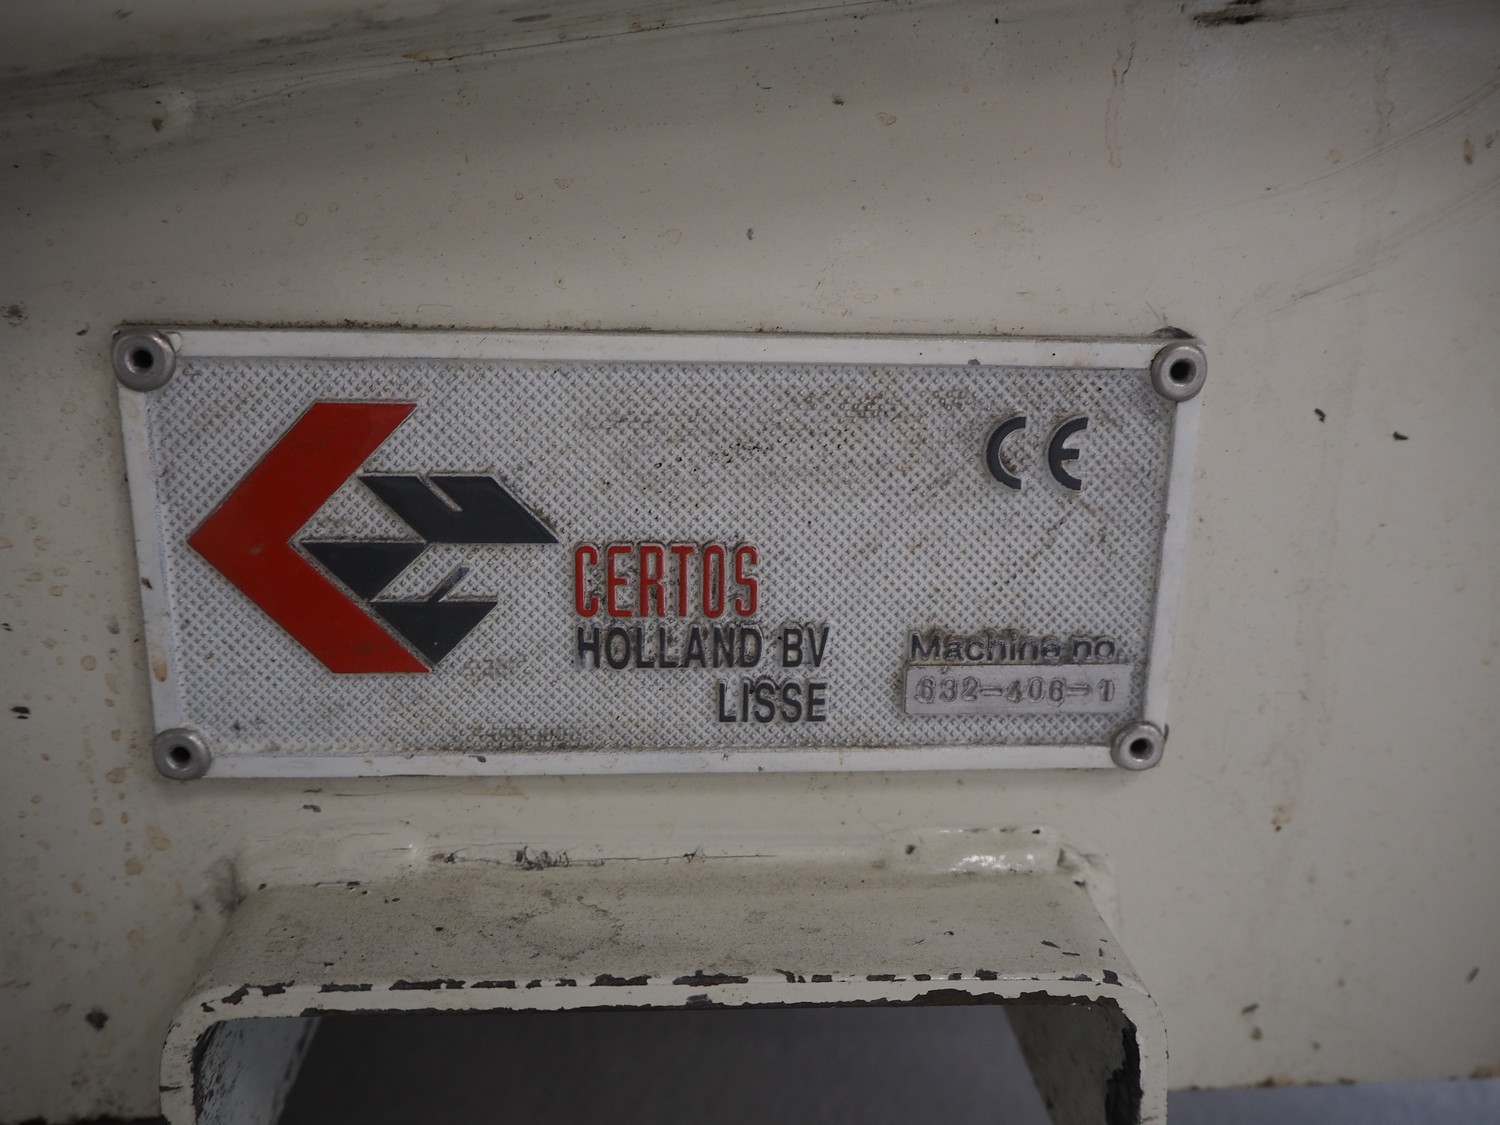 CE
CERTOS
HOLLAND BV
LISSE
Machine no.
632-406-1